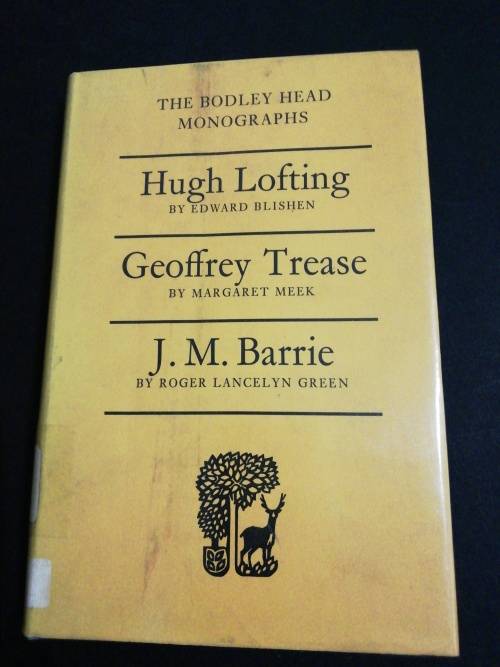 THE BODLEY HEAD
MONOGRAPHS
Hugh Lofting
BY EDWARD BLISHEN
Geoffrey Trease
BY MARGARET MEEK
J. M. Barrie
BY ROGER LANCELYN GREEN